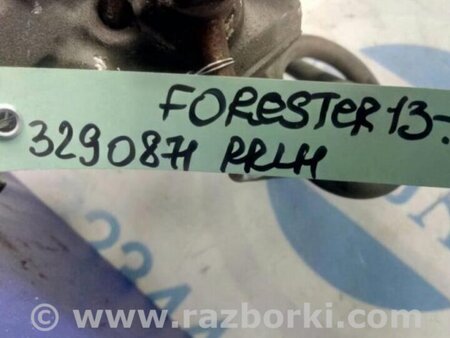 FORESTER 13-
3290871 RRLH
© www.razborki.com